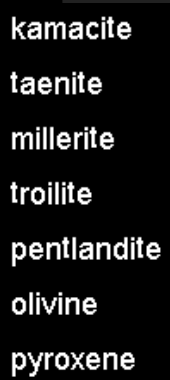 kamacite
taenite
millerite
troilite
pentlandite
olivine
pyroxene